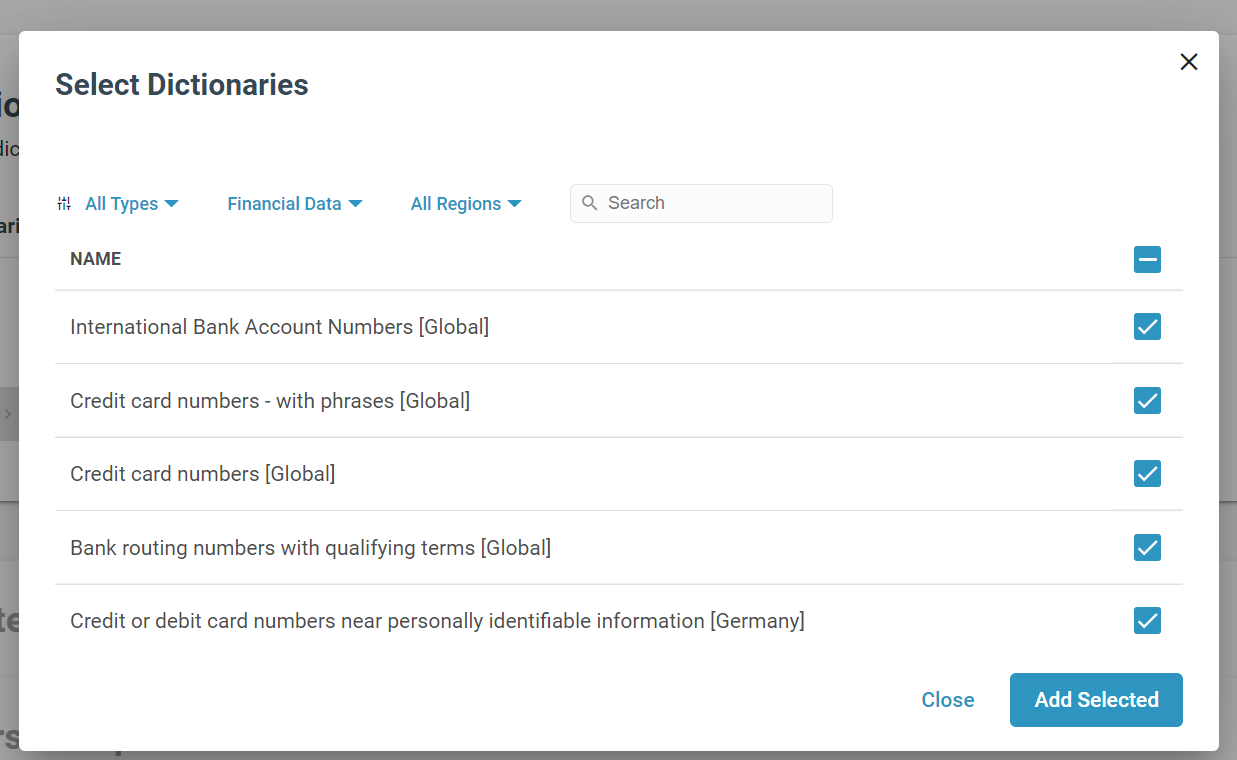 Select Dictionaries
All Types
Financial Data
All Regions
Search
NAME
International Bank Account Numbers [Global]
Credit card numbers - with phrases [Global]
Credit card numbers [Global]
Bank routing numbers with qualifying terms [Global]
Credit or debit card numbers near personally identifiable information [Germany]
Close
Add Selected